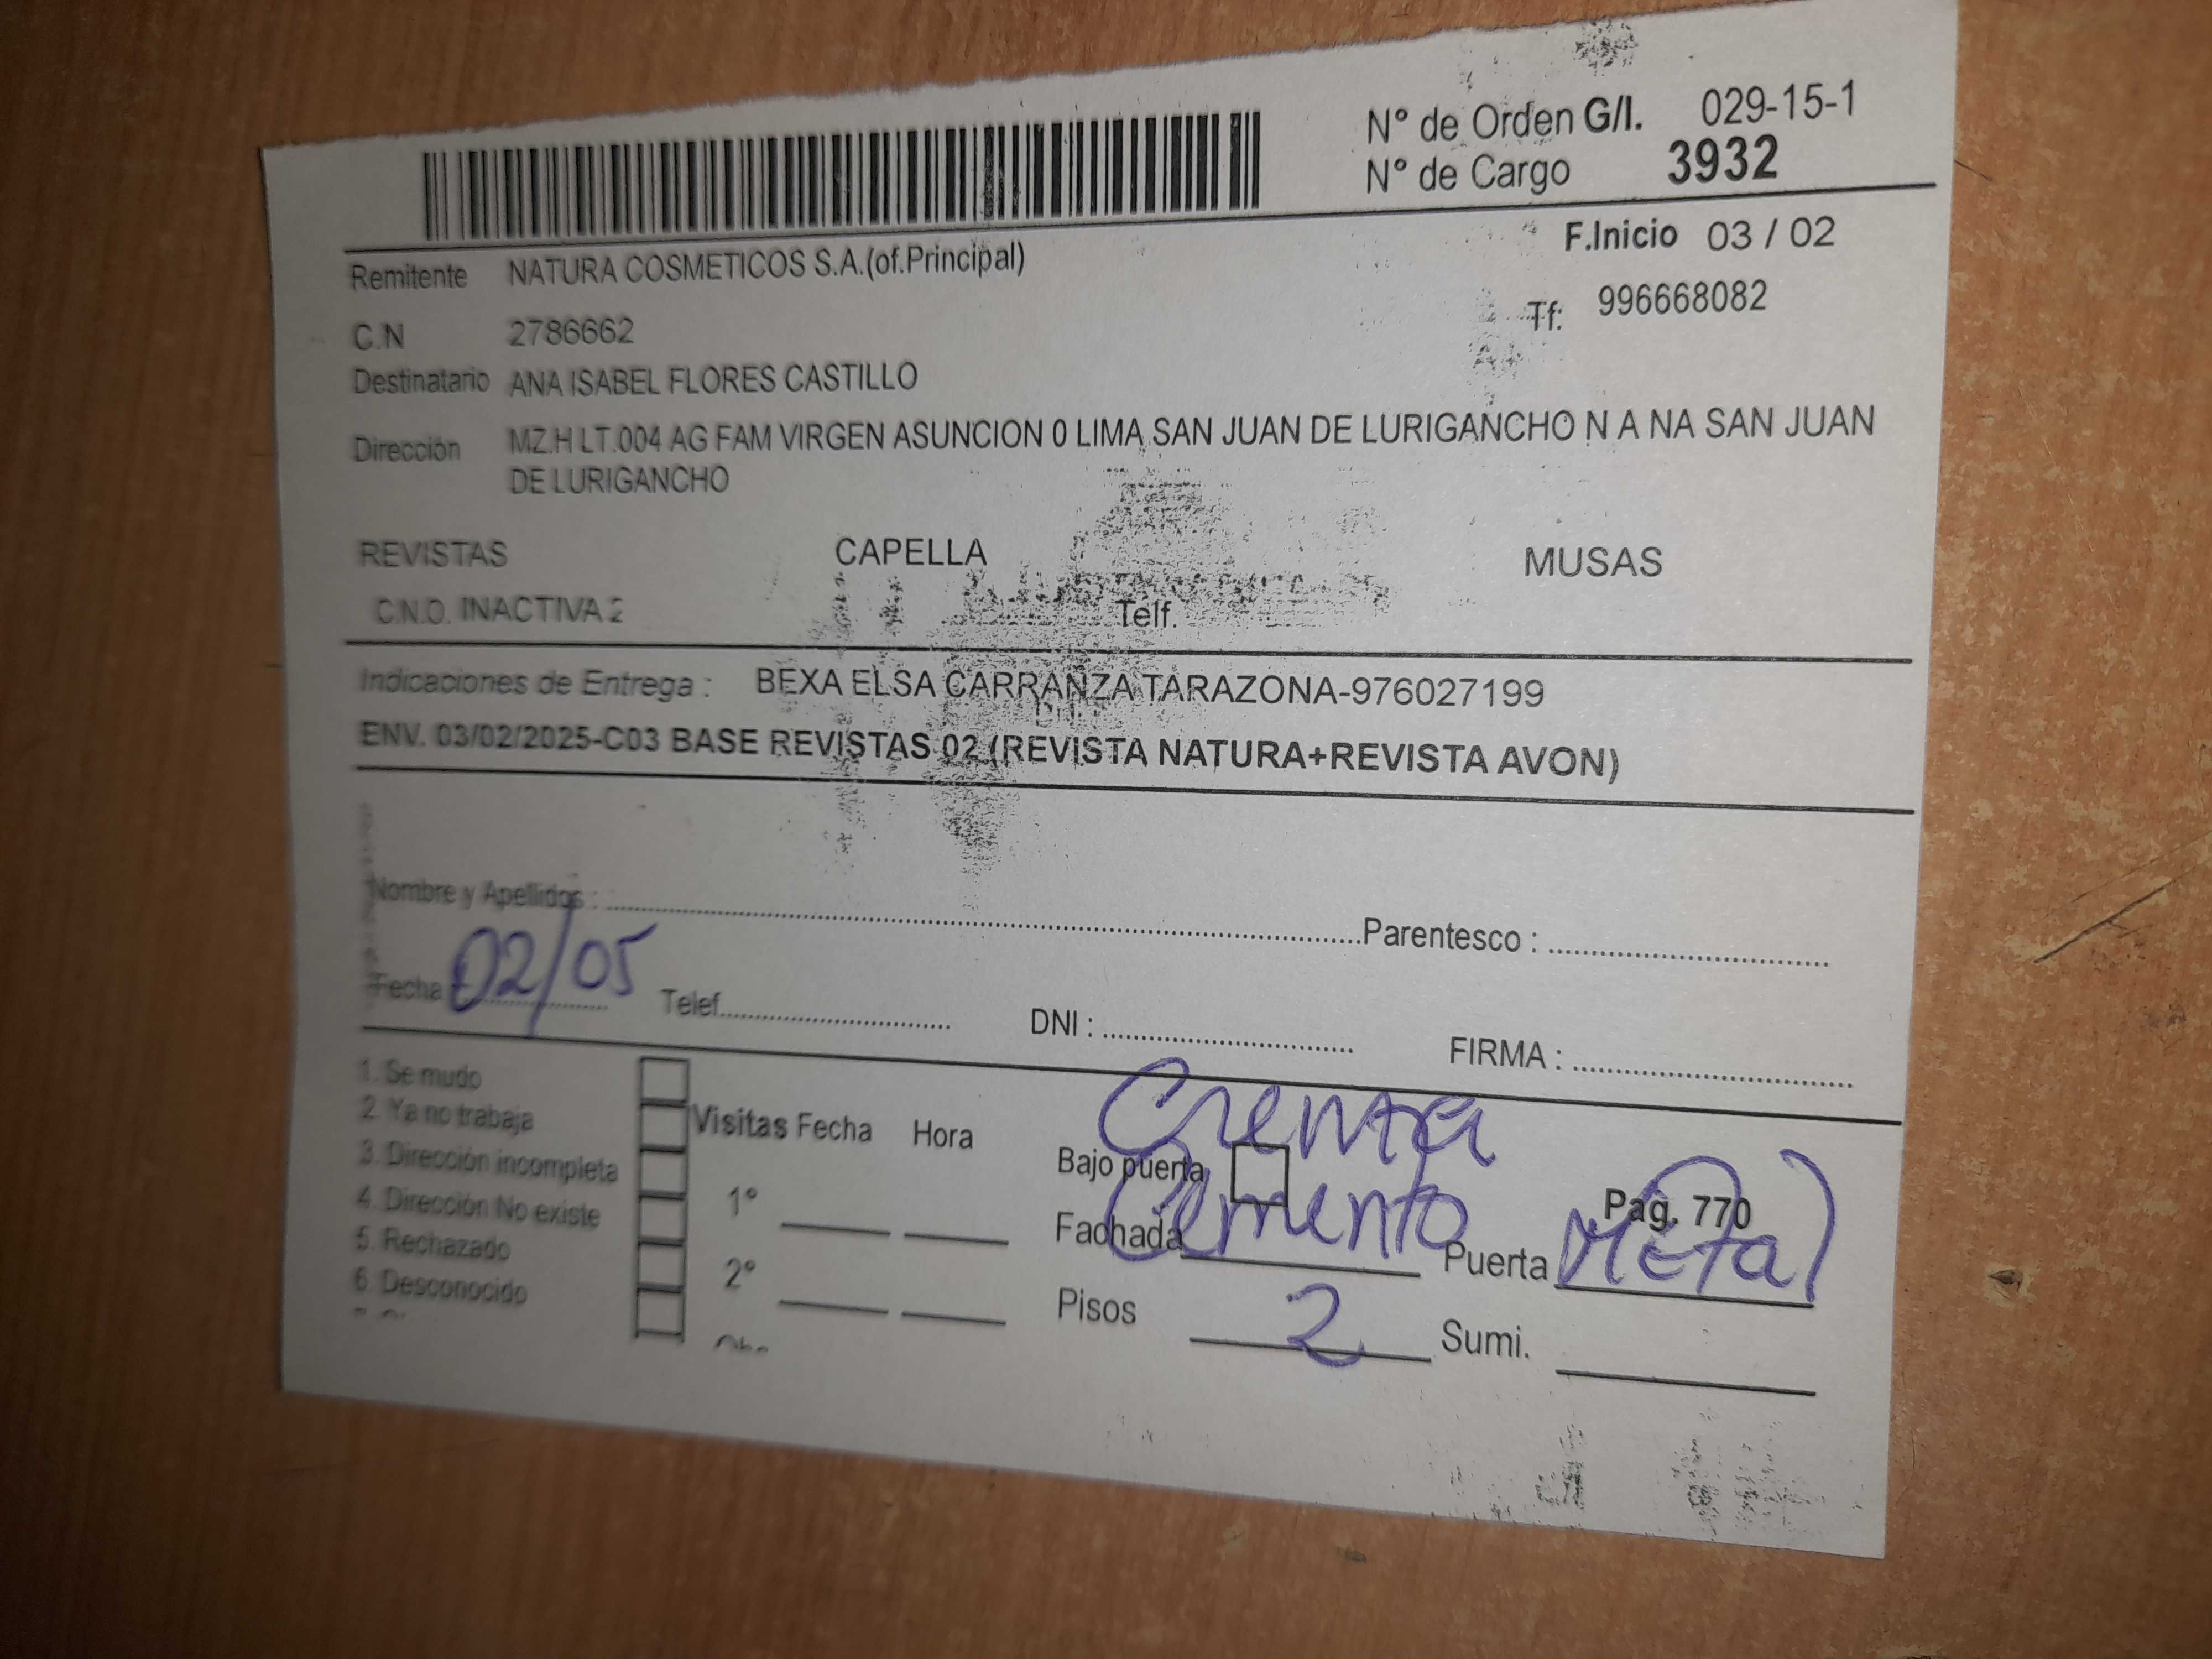 N° de Orden G/I. 029-15-1
N° de Cargo 3932
F.Inicio 03 / 02
Remitente NATURA COSMETICOS S.A.(of.Principal)
Tf: 996668082
C.N 2786662
Destinatario ANA ISABEL FLORES CASTILLO
Dirección MZ.H LT.004 AG FAM VIRGEN ASUNCION 0 LIMA SAN JUAN DE LURIGANCHO N A NA SAN JUAN
DE LURIGANCHO
REVISTAS CAPELLA MUSAS
C.N.O. INACTIVA 2 Telf.
Indicaciones de Entrega : BEXA ELSA CARRANZA TARAZONA-976027199
ENV. 03/02/2025-C03 BASE REVISTAS 02 (REVISTA NATURA+REVISTA AVON)
Nombre y Apellidos : Parentesco :
Fecha : 02/05 Telef. DNI : FIRMA :
1. Se mudo
2. Ya no trabaja Visitas Fecha Hora Crema
3. Dirección incompleta Bajo puerta
4. Dirección No existe 1° Pag. 770
5. Rechazado Fachada Cemento Puerta Metal
6. Desconocido 2° Pisos 2 Sumi.